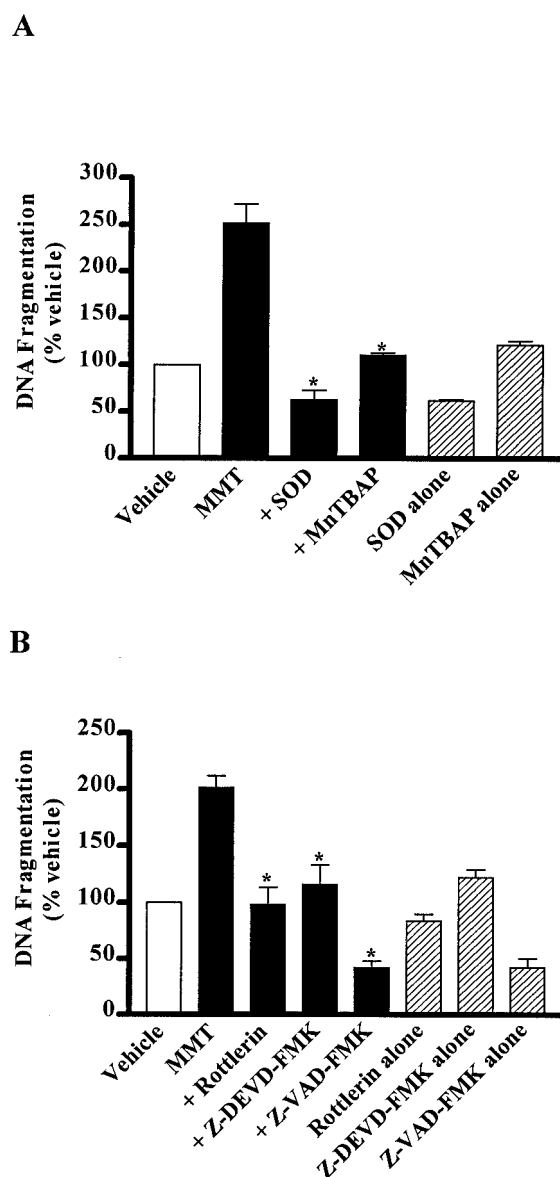 A
DNA Fragmentation
(% vehicle)
300
250
200
150
100
50
0
*
*
Vehicle
MMT
+ SOD
+ MnTBAP
SOD alone
MnTBAP alone
B
DNA Fragmentation
(% vehicle)
250
200
150
100
50
0
*
*
*
Vehicle
MMT
+ Rottlerin
+ Z-DEVD-FMK
+ Z-VAD-FMK
Rottlerin alone
Z-DEVD-FMK alone
Z-VAD-FMK alone